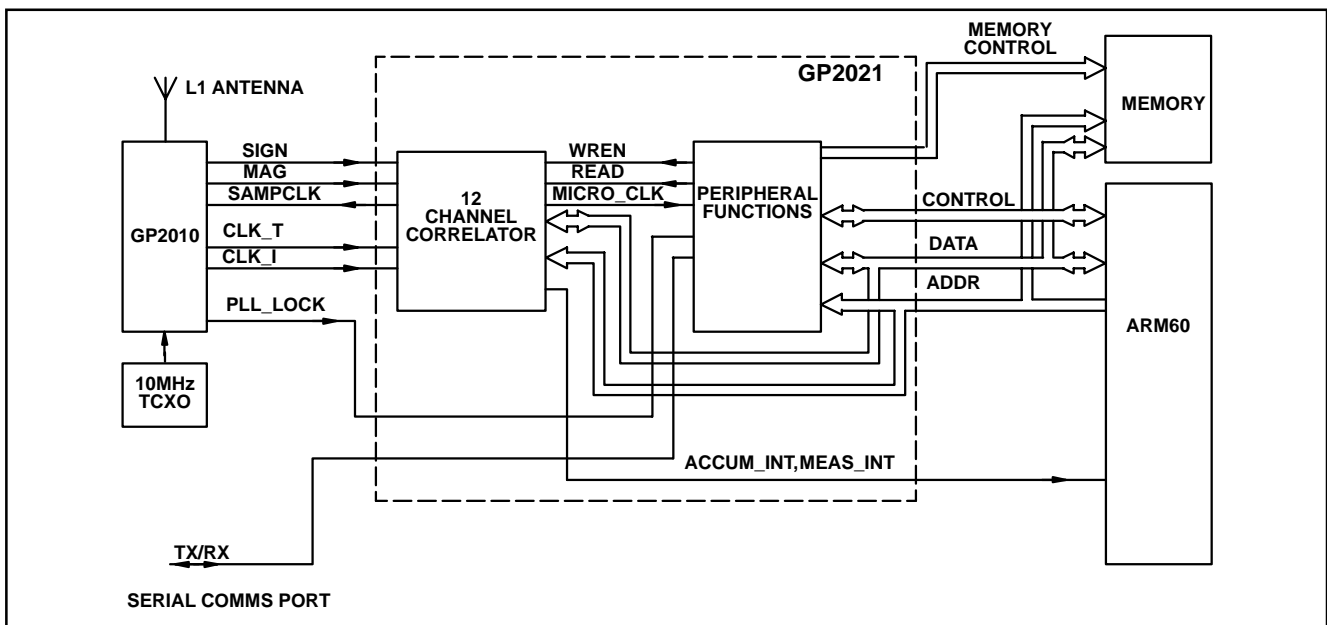 MEMORY
CONTROL
GP2021
L1 ANTENNA
MEMORY
SIGN
MAG
SAMPCLK
CLK_T
CLK_I
PLL_LOCK
GP2010
10MHz
TCXO
12
CHANNEL
CORRELATOR
WREN
READ
MICRO_CLK
PERIPHERAL
FUNCTIONS
CONTROL
DATA
ADDR
ARM60
ACCUM_INT,MEAS_INT
TX/RX
SERIAL COMMS PORT